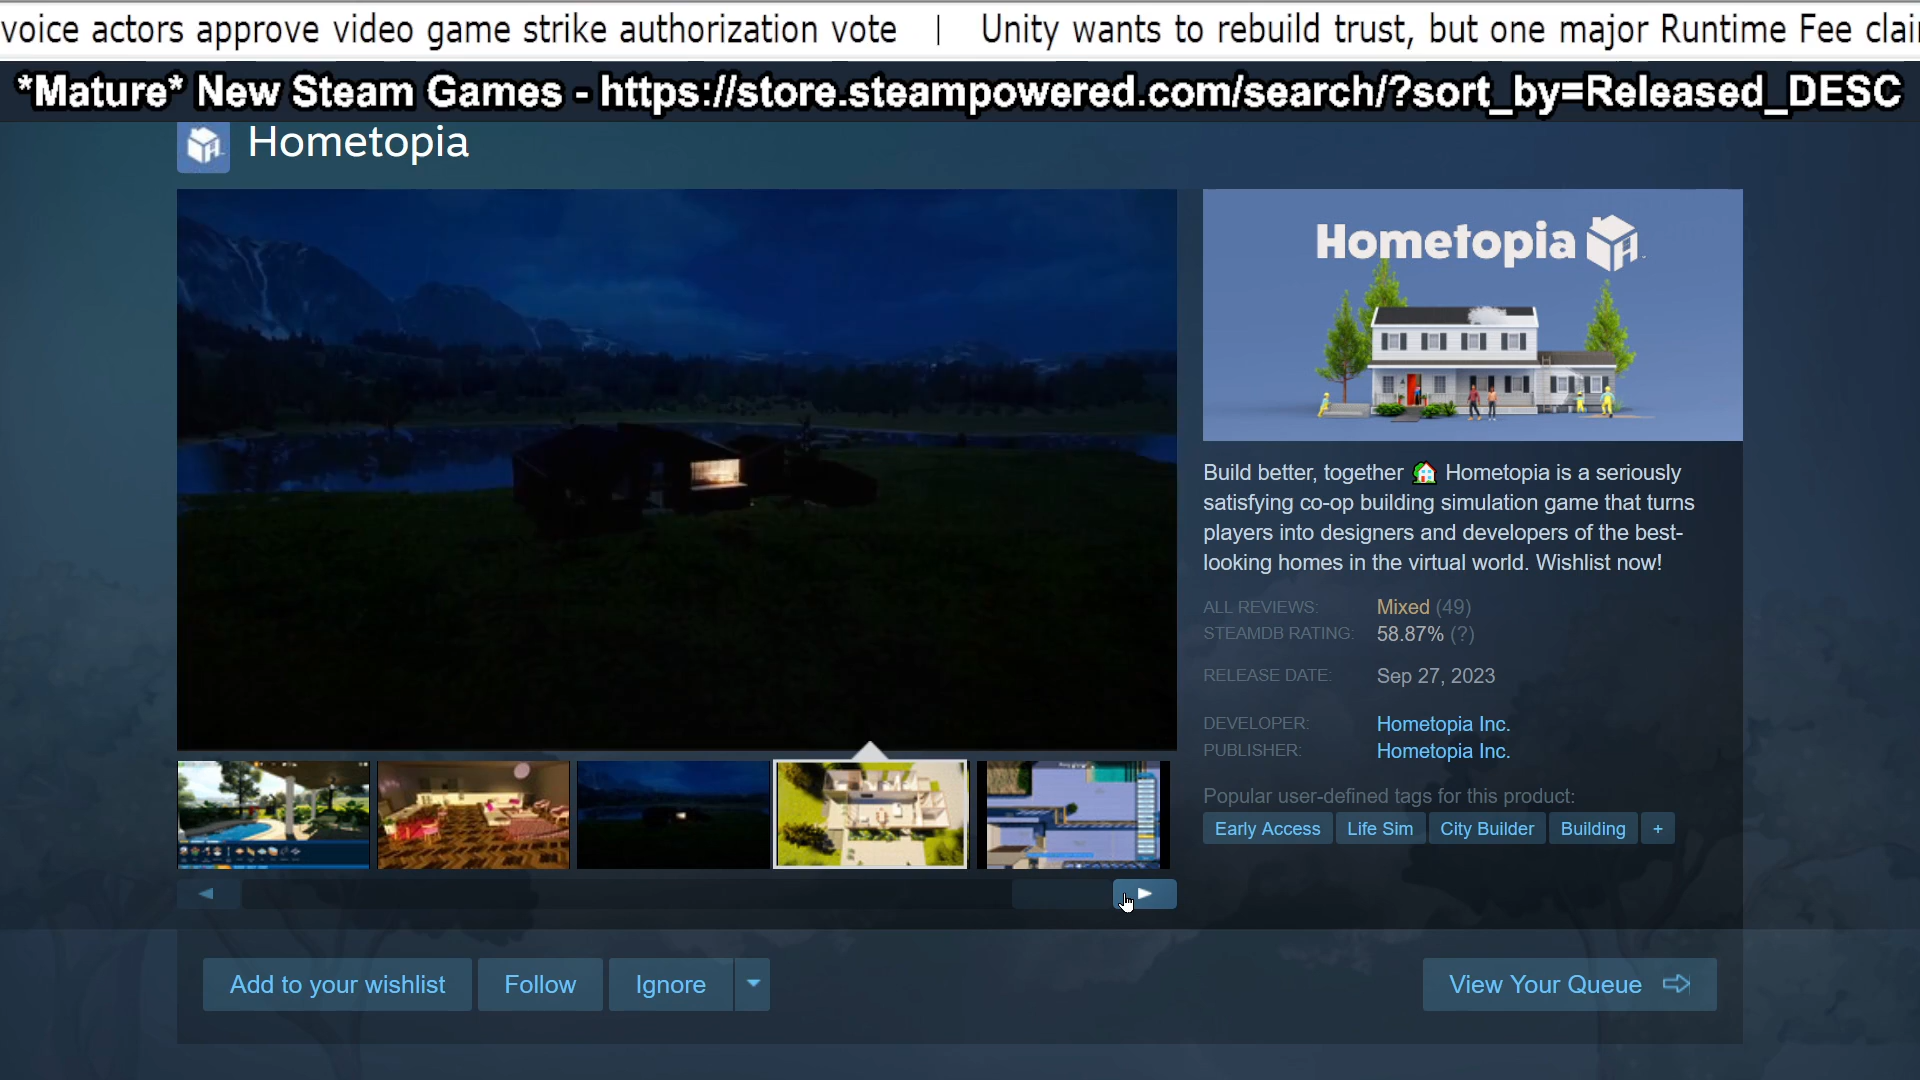 voice actors approve video game strike authorization vote | Unity wants to rebuild trust, but one major Runtime Fee
*Mature* New Steam Games - https://store.steampowered.com/search/?sort_by=Released_DESC
Hometopia
Hometopia
Build better, together 🏠 Hometopia is a seriously
satisfying co-op building simulation game that turns
players into designers and developers of the best-
looking homes in the virtual world. Wishlist now!
ALL REVIEWS: Mixed (49)
STEAMDB RATING: 58.87% (?)
RELEASE DATE: Sep 27, 2023
DEVELOPER: Hometopia Inc.
PUBLISHER: Hometopia Inc.
Popular user-defined tags for this product:
Early Access Life Sim City Builder Building +
Add to your wishlist Follow Ignore View Your Queue